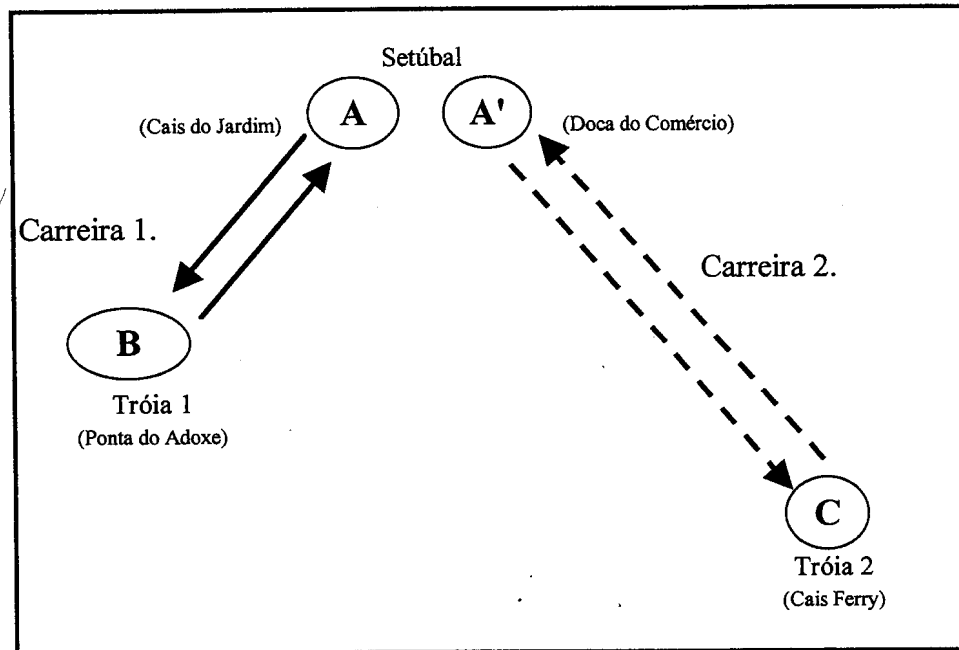 Setúbal
A
A'
(Cais do Jardim)
(Doca do Comércio)
Carreira 1.
Carreira 2.
B
Tróia 1
(Ponta do Adoxe)
C
Tróia 2
(Cais Ferry)